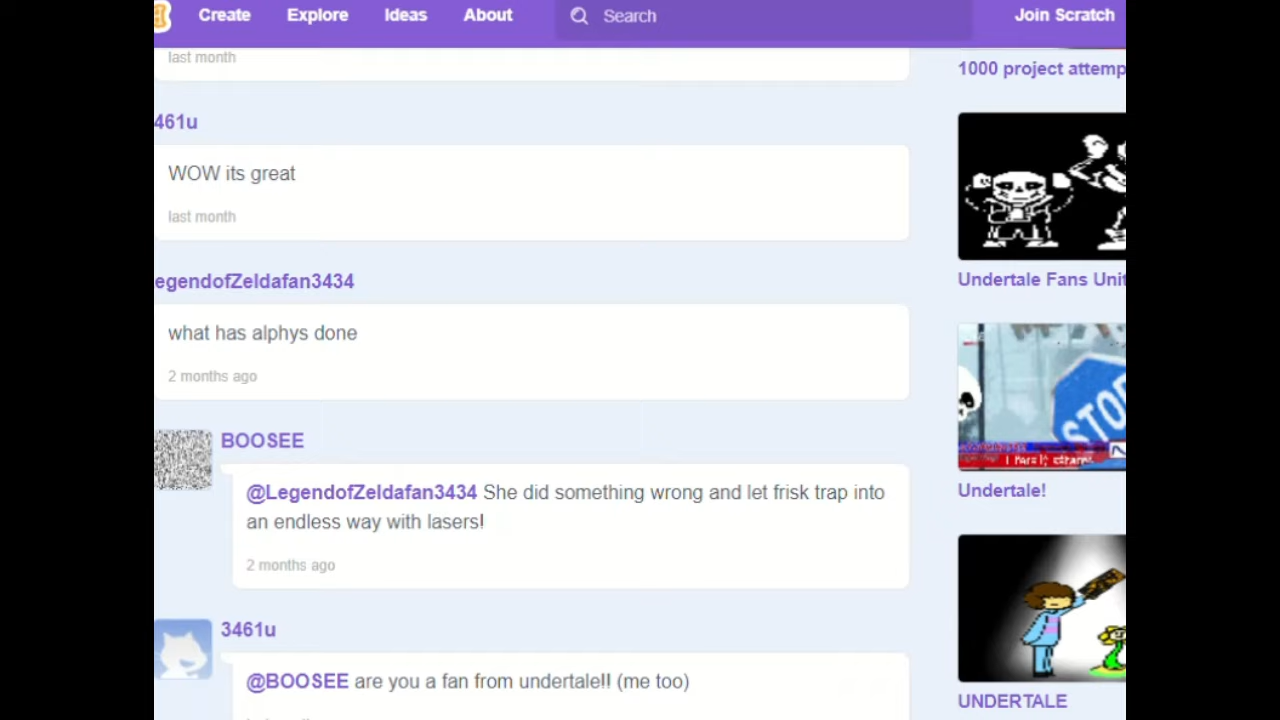 Create Explore Ideas About Search Join Scratch
last month
461u
WOW its great
last month
egendofZeldafan3434
what has alphys done
2 months ago
BOOSEE
@LegendofZeldafan3434 She did something wrong and let frisk trap into
an endless way with lasers!
2 months ago
3461u
@BOOSEE are you a fan from undertale!! (me too)
1000 project attemp
Undertale Fans Unit
STOP
Undertale!
UNDERTALE